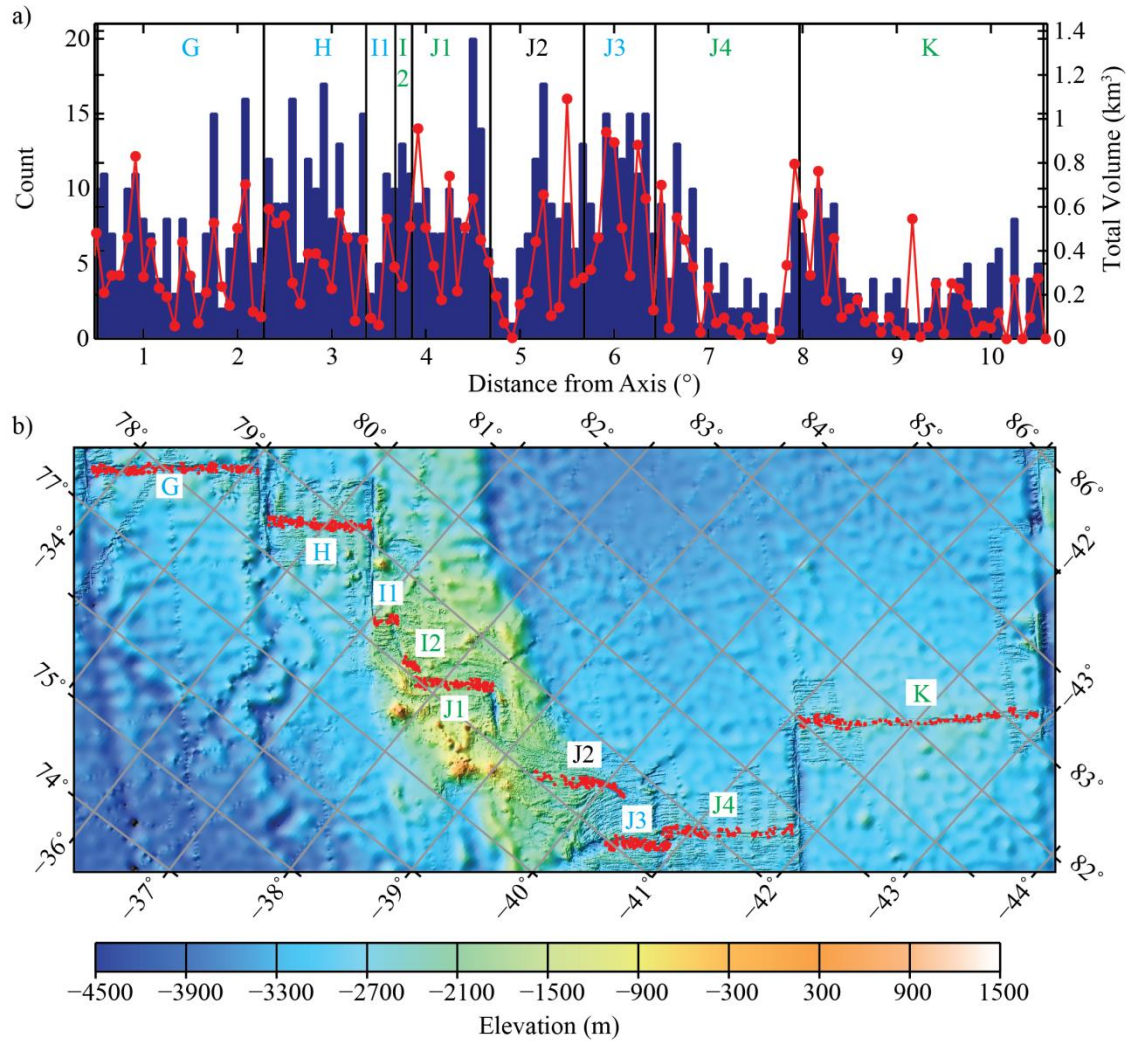 a)
G H I1 I J1 J2 J3 J4 K
2
20
15
10
5
0
Count
1.4
1.2
1
0.8
0.6
0.4
0.2
0
Total Volume (km³)
1 2 3 4 5 6 7 8 9 10
Distance from Axis (°)
b)
78° 79° 80° 81° 82° 83° 84° 85° 86°
77°
−34°
75°
74°
−36°
86°
−42°
−43°
83°
82°
G
H
I1
I2
J1
J2
J3
J4
K
−37° −38° −39° −40° −41° −42° −43° −44°
−4500 −3900 −3300 −2700 −2100 −1500 −900 −300 300 900 1500
Elevation (m)